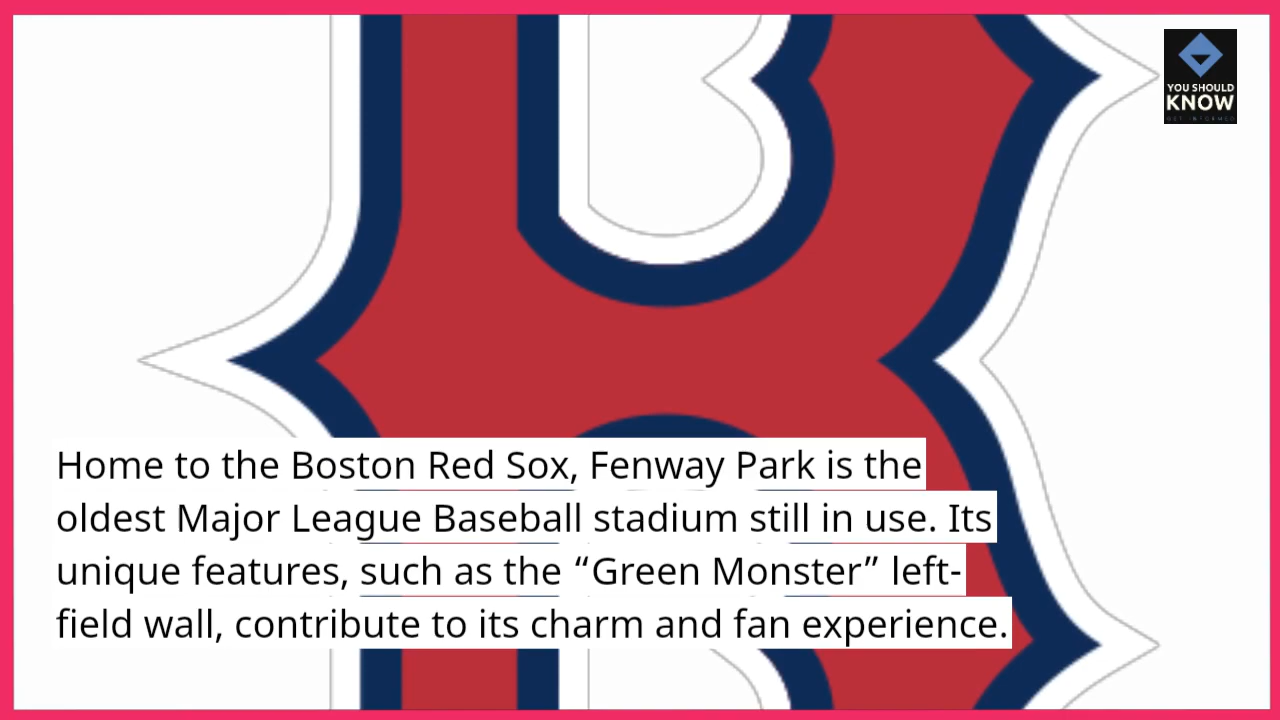 YOU SHOULD
KNOW
GET INFORMED
Home to the Boston Red Sox, Fenway Park is the
oldest Major League Baseball stadium still in use. Its
unique features, such as the “Green Monster” left-
field wall, contribute to its charm and fan experience.